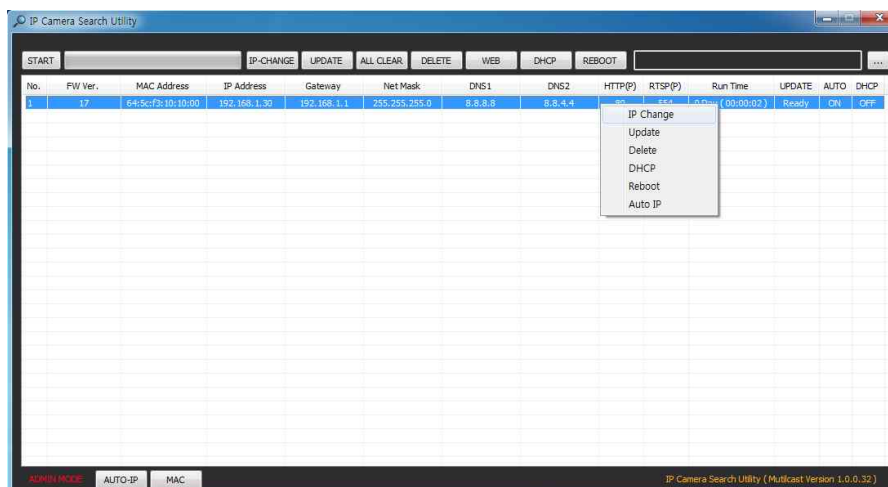 IP Camera Search Utility
START IP-CHANGE UPDATE ALL CLEAR DELETE WEB DHCP REBOOT ...
No. FW Ver. MAC Address IP Address Gateway Net Mask DNS1 DNS2 HTTP(P) RTSP(P) Run Time UPDATE AUTO DHCP
1 17 64:5c:f3:10:10:00 192.168.1.30 192.168.1.1 255.255.255.0 8.8.8.8 8.8.4.4 80 554 0 Day ( 00:00:02 ) Ready ON OFF
IP Change
Update
Delete
DHCP
Reboot
Auto IP
ADMIN MODE AUTO-IP MAC IP Camera Search Utility ( Mutilcast Version 1.0.0.32 )